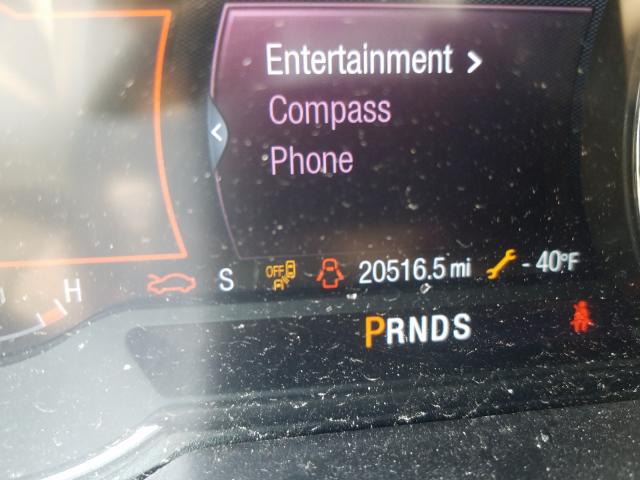 Entertainment >
Compass
Phone
H S OFF 20516.5 mi - 40°F
PRNDS